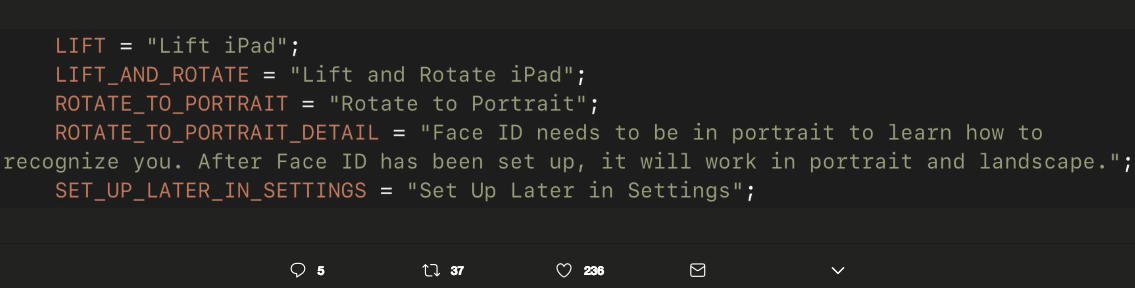 LIFT = "Lift iPad";
LIFT_AND_ROTATE = "Lift and Rotate iPad";
ROTATE_TO_PORTRAIT = "Rotate to Portrait";
ROTATE_TO_PORTRAIT_DETAIL = "Face ID needs to be in portrait to learn how to
recognize you. After Face ID has been set up, it will work in portrait and landscape.";
SET_UP_LATER_IN_SETTINGS = "Set Up Later in Settings";
5 37 236